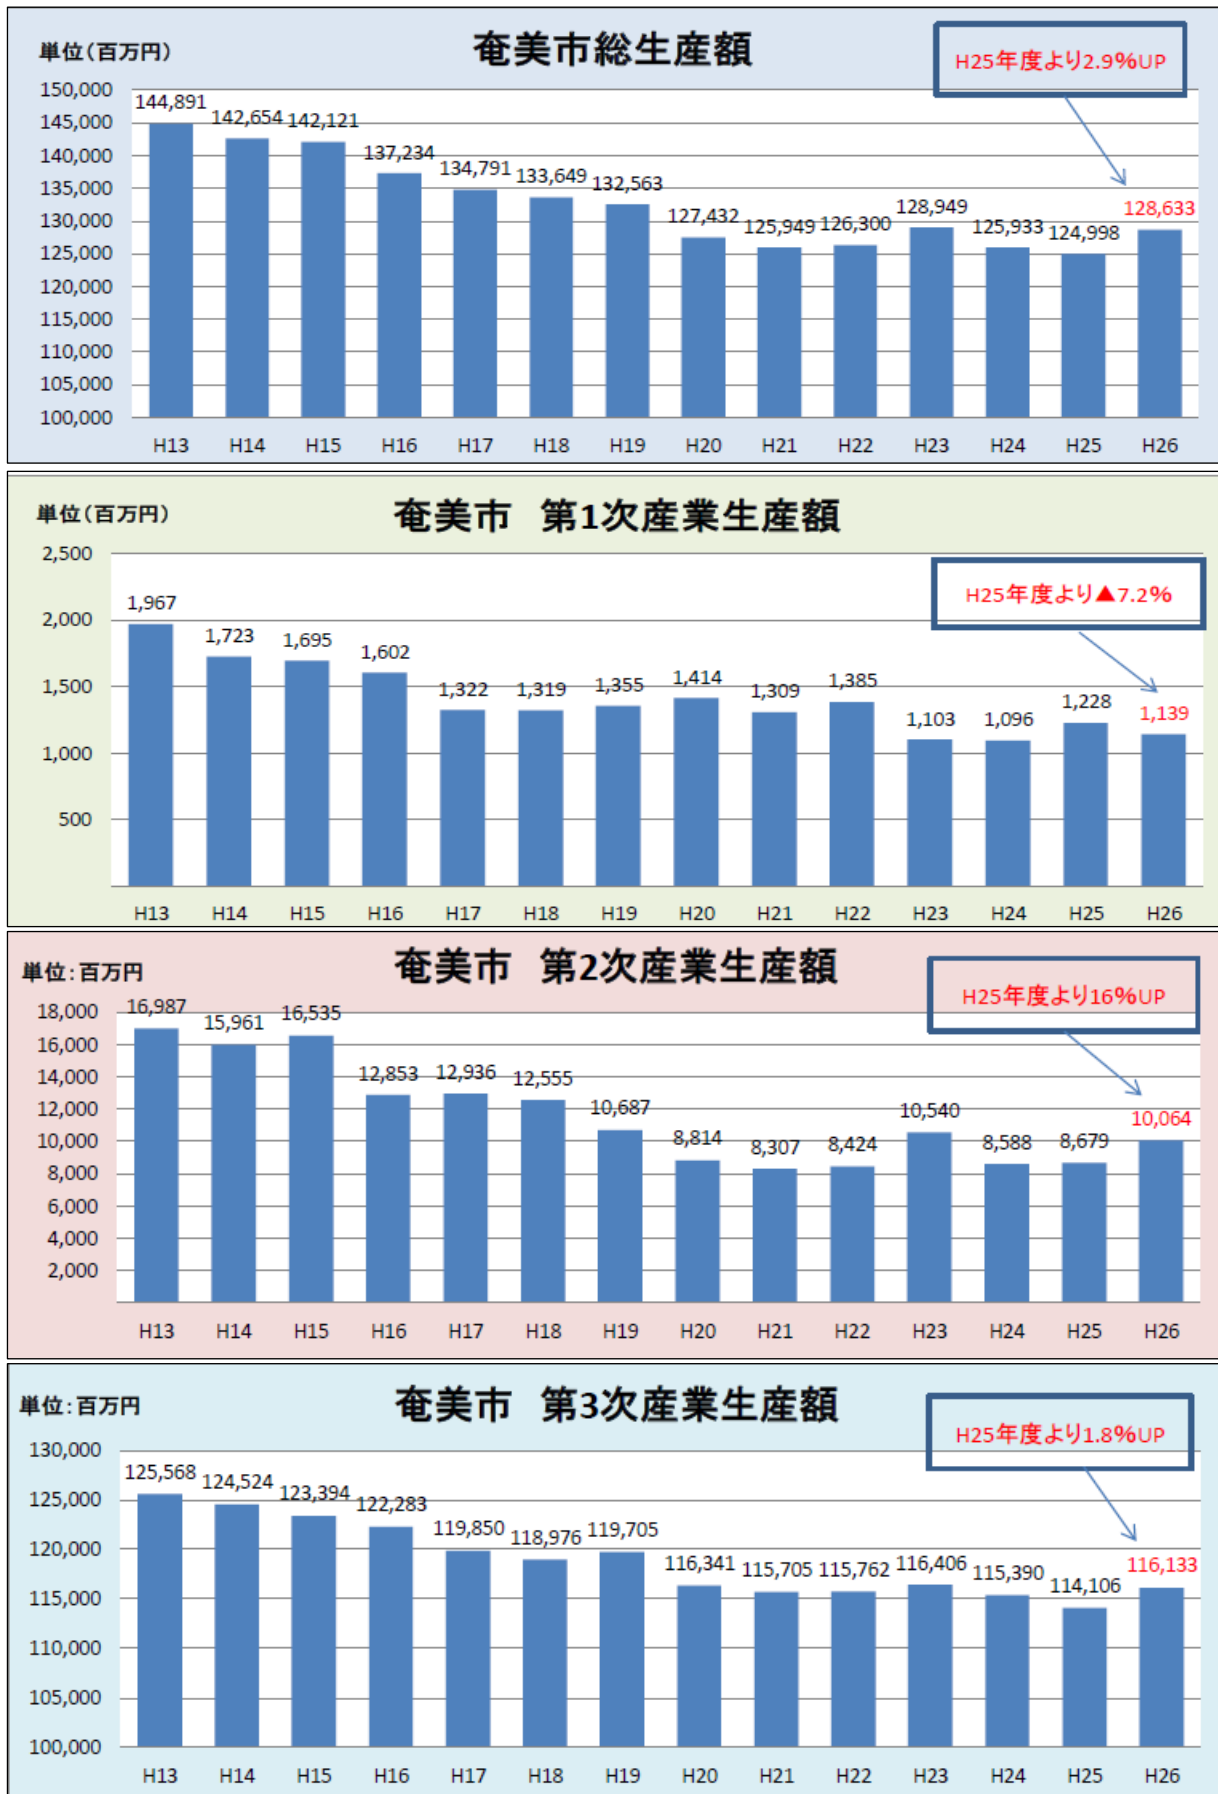 奄美市総生産額
単位(百万円)
H25年度より2.9%UP
150,000
145,000
140,000
135,000
130,000
125,000
120,000
115,000
110,000
105,000
100,000
144,891 142,654 142,121 137,234 134,791 133,649 132,563 127,432 125,949 126,300 128,949 125,933 124,998 128,633
H13 H14 H15 H16 H17 H18 H19 H20 H21 H22 H23 H24 H25 H26
奄美市 第1次産業生産額
単位(百万円)
H25年度より▲7.2%
2,500
2,000
1,500
1,000
500
1,967 1,723 1,695 1,602 1,322 1,319 1,355 1,414 1,309 1,385 1,103 1,096 1,228 1,139
H13 H14 H15 H16 H17 H18 H19 H20 H21 H22 H23 H24 H25 H26
奄美市 第2次産業生産額
単位:百万円
H25年度より16%UP
18,000
16,000
14,000
12,000
10,000
8,000
6,000
4,000
2,000
16,987 15,961 16,535 12,853 12,936 12,555 10,687 8,814 8,307 8,424 10,540 8,588 8,679 10,064
H13 H14 H15 H16 H17 H18 H19 H20 H21 H22 H23 H24 H25 H26
奄美市 第3次産業生産額
単位:百万円
H25年度より1.8%UP
130,000
125,000
120,000
115,000
110,000
105,000
100,000
125,568 124,524 123,394 122,283 119,850 118,976 119,705 116,341 115,705 115,762 116,406 115,390 114,106 116,133
H13 H14 H15 H16 H17 H18 H19 H20 H21 H22 H23 H24 H25 H26